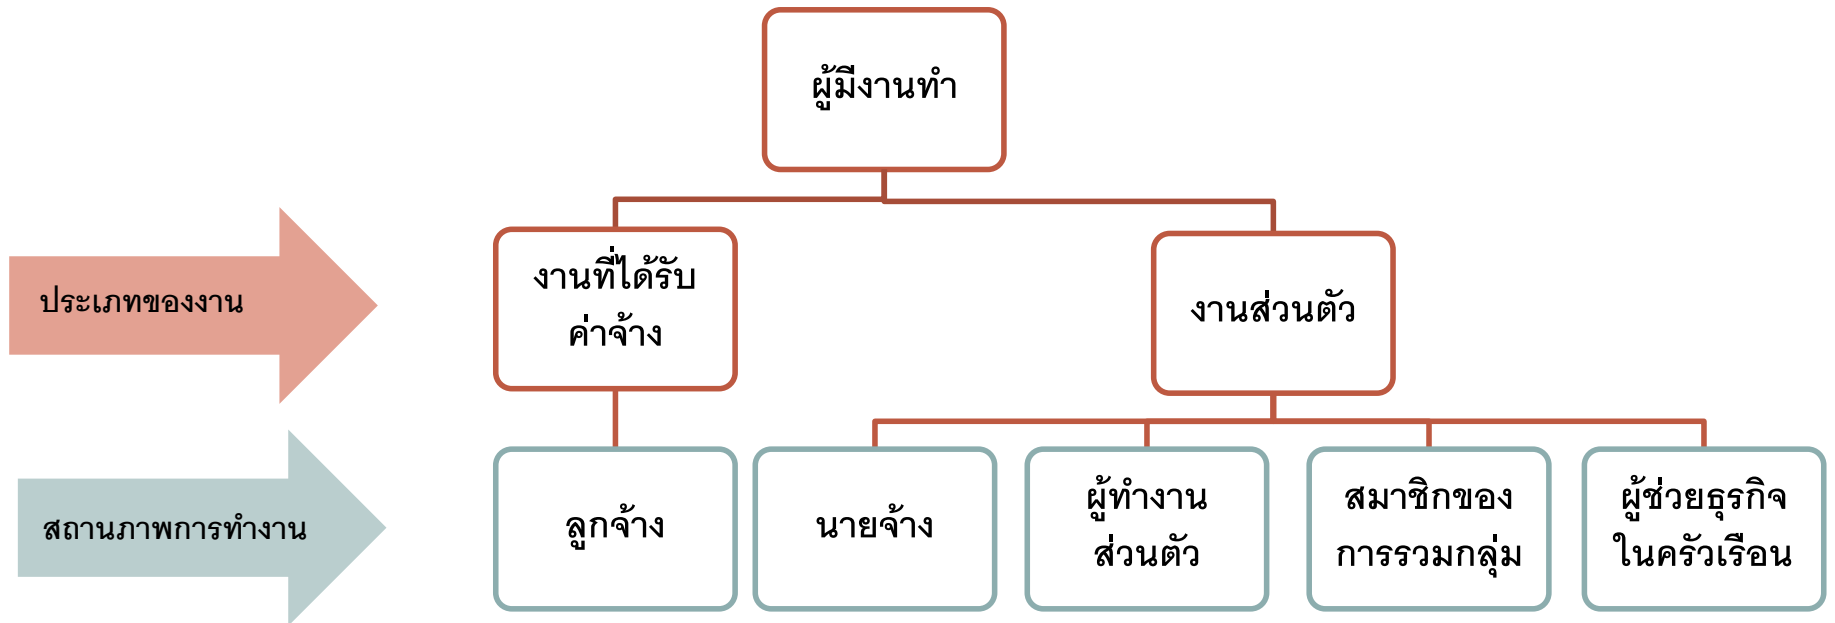 ผู้มีงานทำ
ประเภทของงาน
งานที่ได้รับ
ค่าจ้าง
งานส่วนตัว
สถานภาพการทำงาน
ลูกจ้าง
นายจ้าง
ผู้ทำงาน
ส่วนตัว
สมาชิกของ
การรวมกลุ่ม
ผู้ช่วยธุรกิจ
ในครัวเรือน